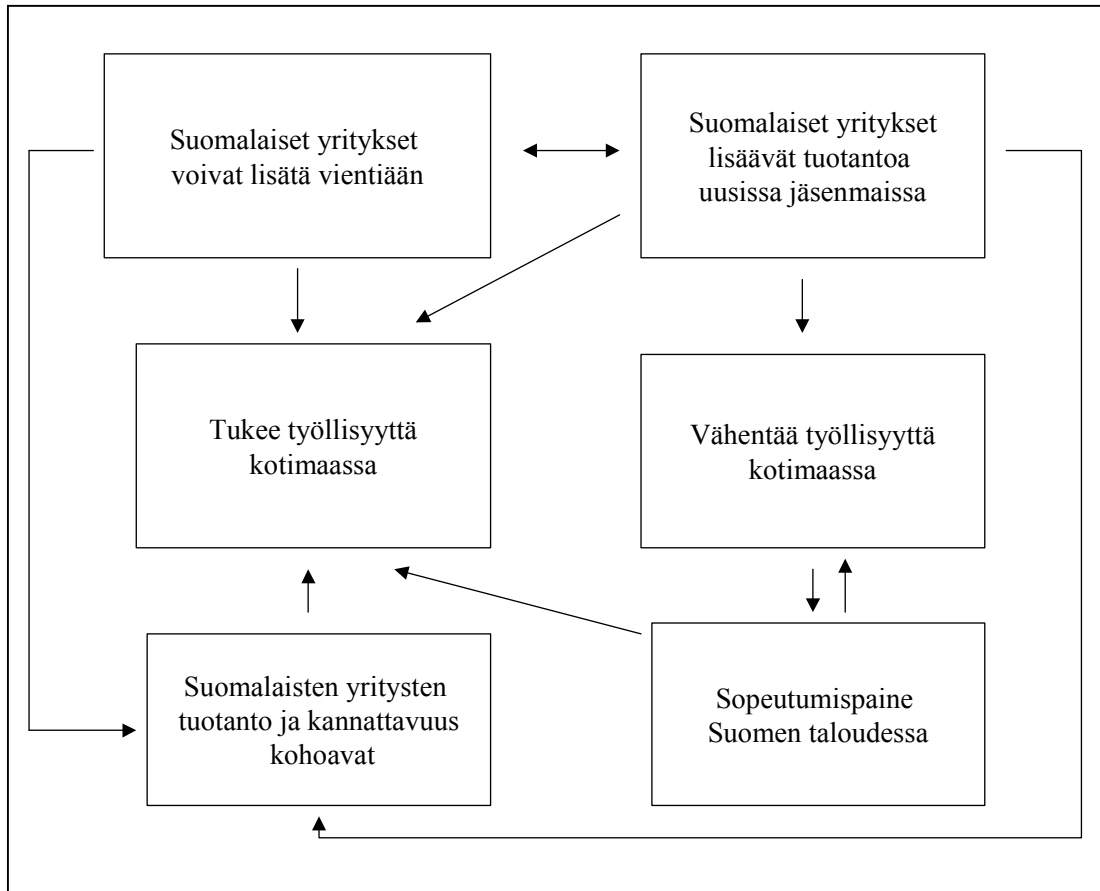 Suomalaiset yritykset
voivat lisätä vientiään
Suomalaiset yritykset
lisäävät tuotantoa
uusissa jäsenmaissa
Tukee työllisyyttä
kotimaassa
Vähentää työllisyyttä
kotimaassa
Suomalaisten yritysten
tuotanto ja kannattavuus
kohoavat
Sopeutumispaine
Suomen taloudessa